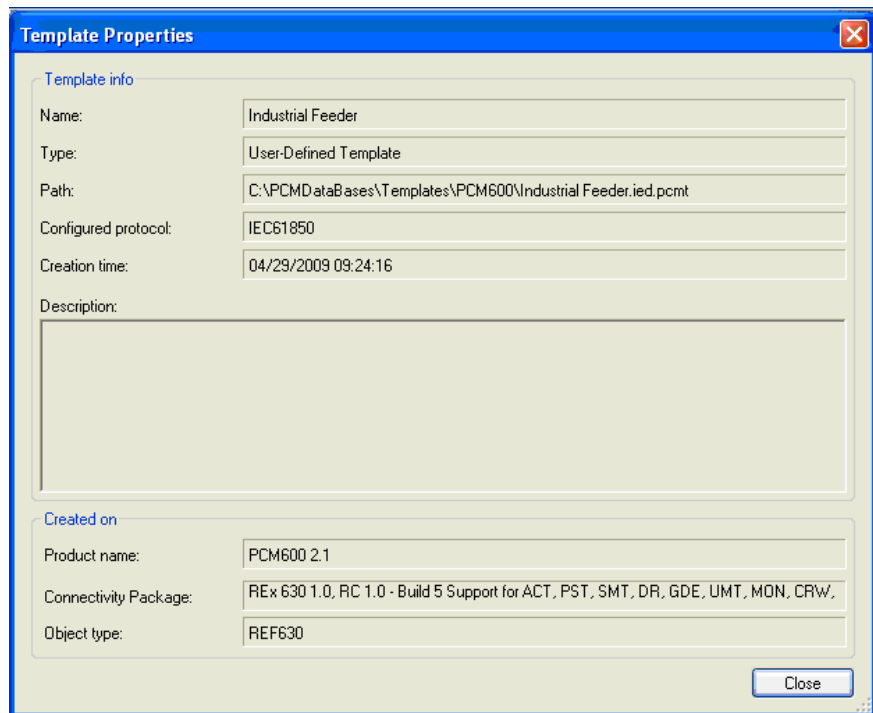 Template Properties
Template info
Name: Industrial Feeder
Type: User-Defined Template
Path: C:\PCMDataBases\Templates\PCM600\Industrial Feeder.ied.pcmt
Configured protocol: IEC61850
Creation time: 04/29/2009 09:24:16
Description:
Created on
Product name: PCM600 2.1
Connectivity Package: REx 630 1.0, RC 1.0 - Build 5 Support for ACT, PST, SMT, DR, GDE, UMT, MON, CRW,
Object type: REF630
Close